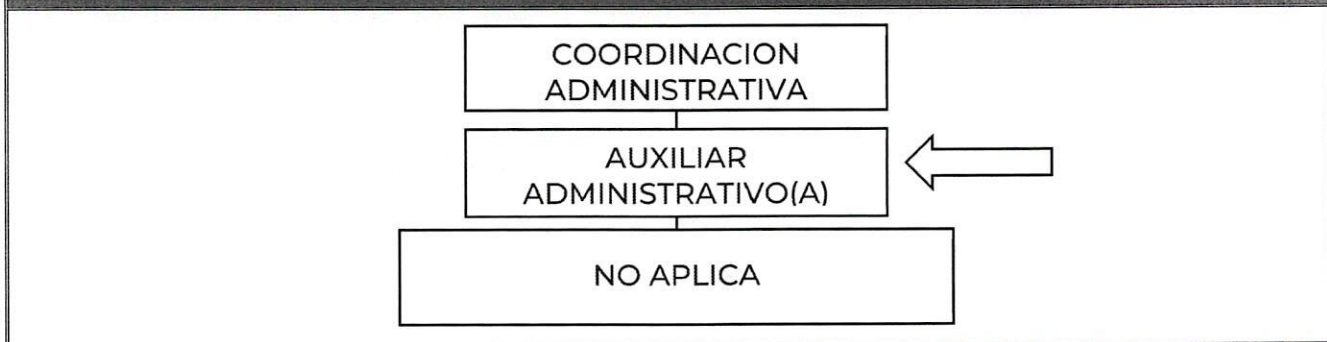 COORDINACION
ADMINISTRATIVA
AUXILIAR
ADMINISTRATIVO(A)
NO APLICA